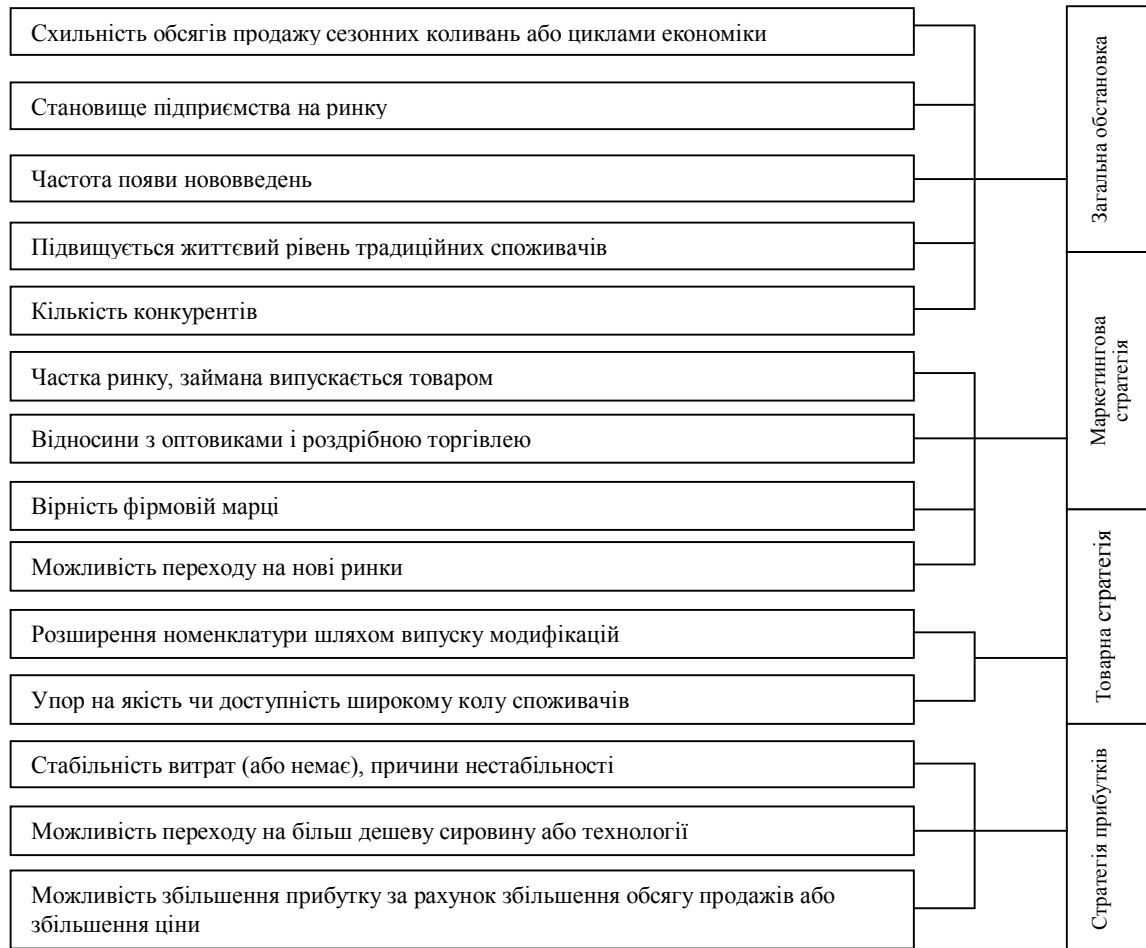 Схильність обсягів продажу сезонних коливань або циклами економіки
Становище підприємства на ринку
Частота появи нововведень
Підвищується життєвий рівень традиційних споживачів
Кількість конкурентів
Загальна обстановка
Частка ринку, займана випускається товаром
Відносини з оптовиками і роздрібною торгівлею
Вірність фірмовій марці
Можливість переходу на нові ринки
Маркетингова
стратегія
Розширення номенклатури шляхом випуску модифікацій
Упор на якість чи доступність широкому колу споживачів
Товарна стратегія
Стабільність витрат (або немає), причини нестабільності
Можливість переходу на більш дешеву сировину або технології
Можливість збільшення прибутку за рахунок збільшення обсягу продажів або
збільшення ціни
Стратегія прибутків